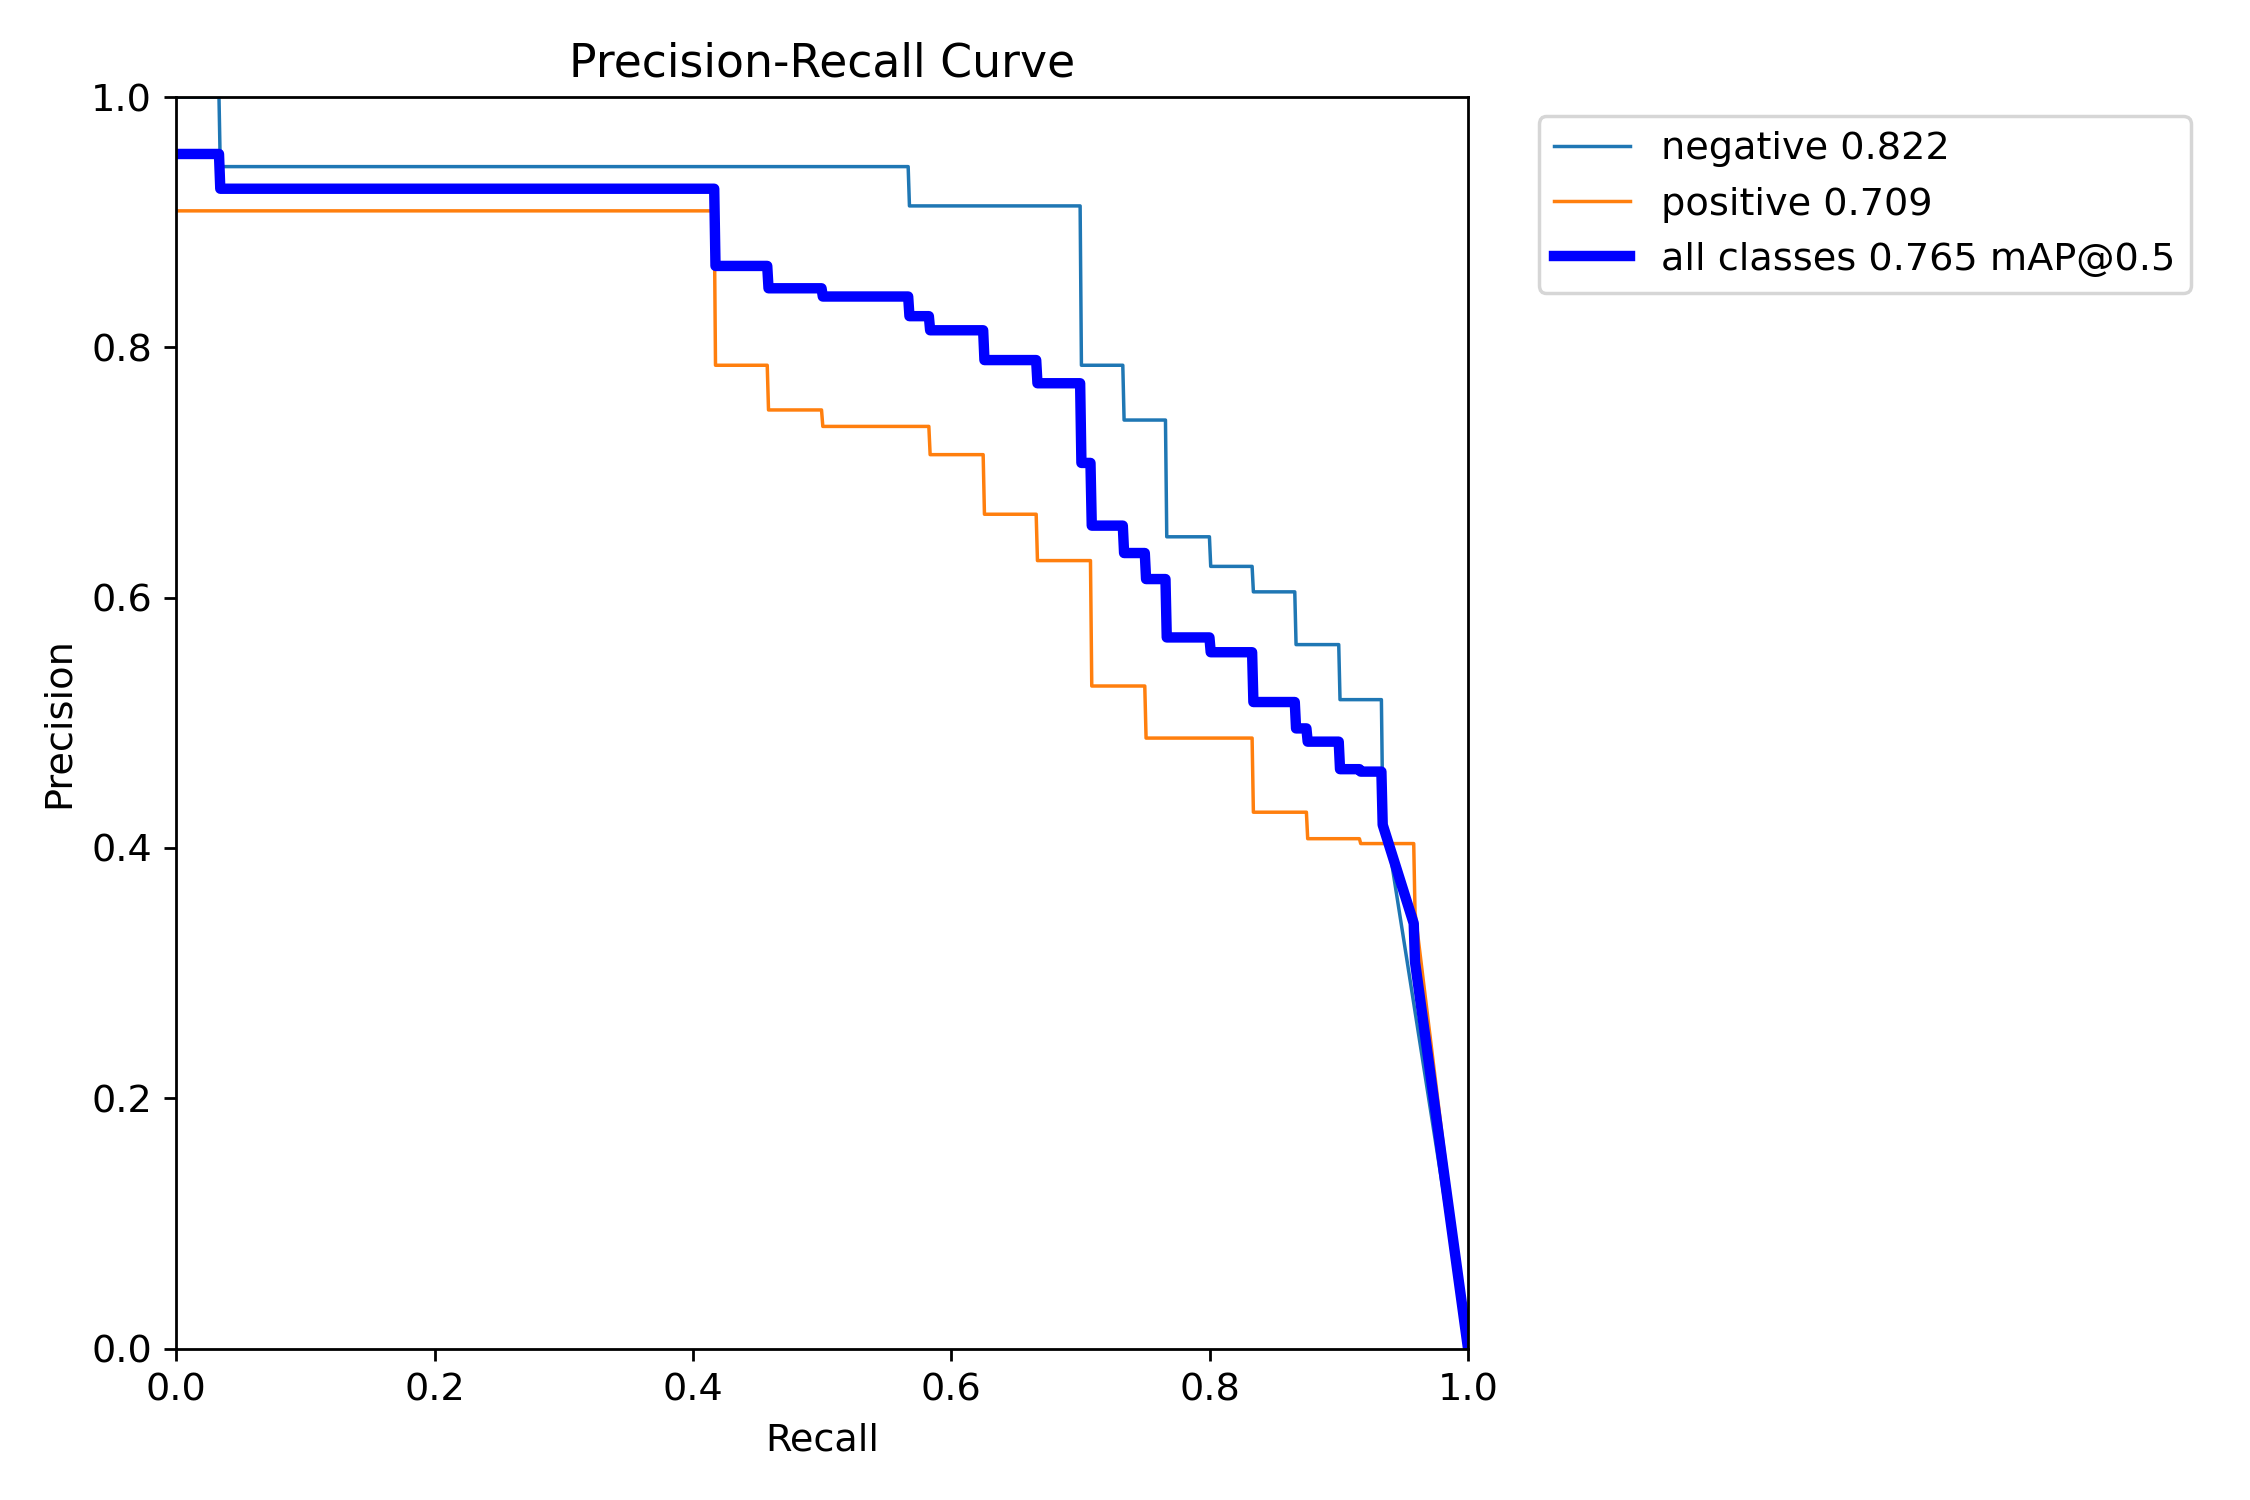 Precision-Recall Curve
1.0
0.8
0.6
0.4
0.2
0.0
Precision
0.0 0.2 0.4 0.6 0.8 1.0
Recall
negative 0.822
positive 0.709
all classes 0.765 mAP@0.5